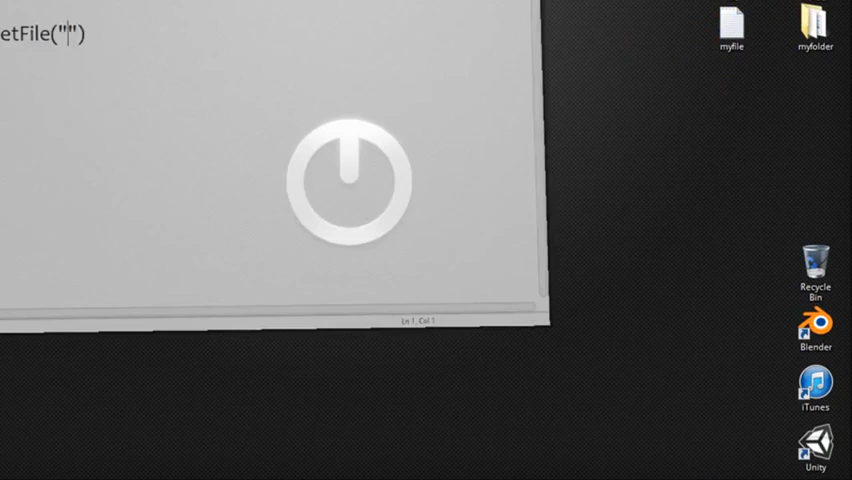 etFile("")
myfile
myfolder
Ln 1, Col 1
Recycle
Bin
Blender
iTunes
Unity